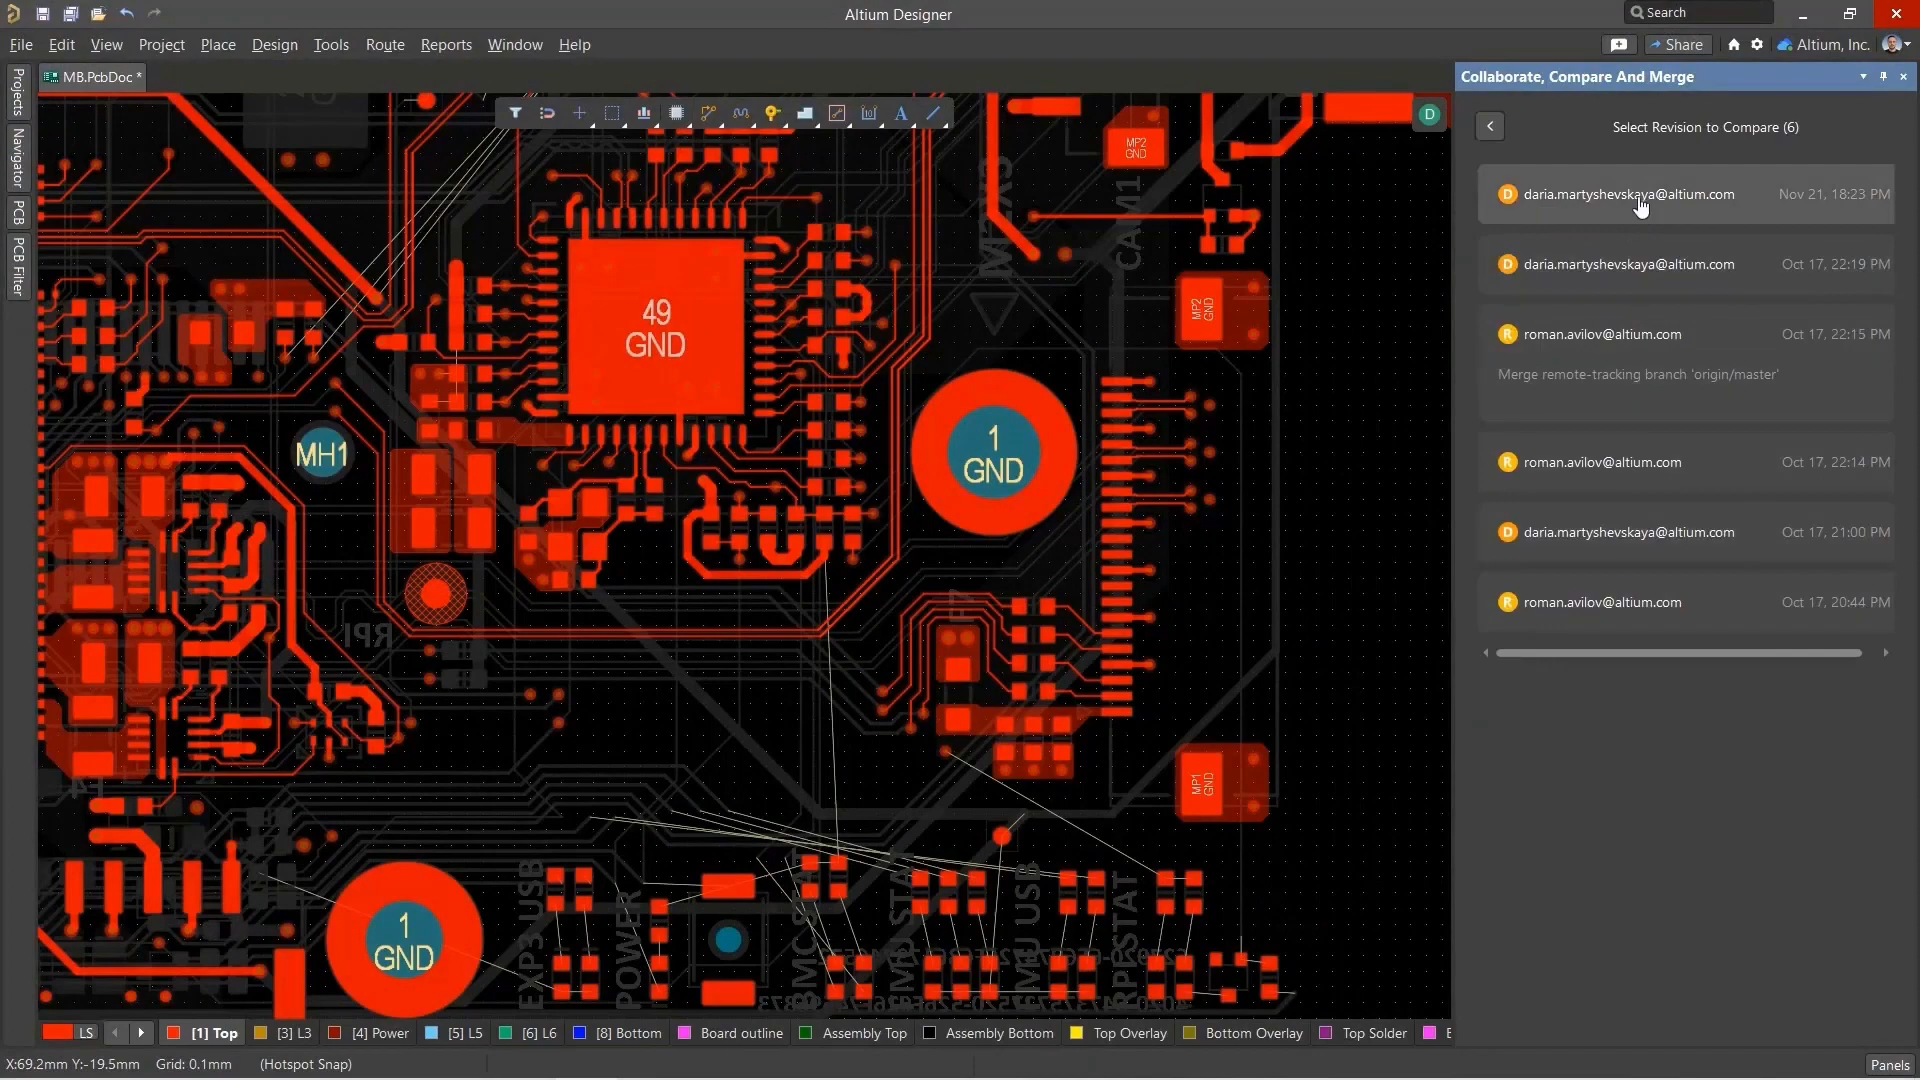 Altium Designer
Search
File Edit View Project Place Design Tools Route Reports Window Help
Share
Altium, Inc.
MB.PcbDoc *
Collaborate, Compare And Merge
Projects
Navigator
PCB
PCB Filter
D
Select Revision to Compare (6)
D daria.martyshevskaya@altium.com Nov 21, 18:23 PM
D daria.martyshevskaya@altium.com Oct 17, 22:19 PM
R roman.avilov@altium.com Oct 17, 22:15 PM
Merge remote-tracking branch 'origin/master'
R roman.avilov@altium.com Oct 17, 22:14 PM
D daria.martyshevskaya@altium.com Oct 17, 21:00 PM
R roman.avilov@altium.com Oct 17, 20:44 PM
MP2
GND
CAM1
49
GND
MP2
GND
MH1
1
GND
RPI
MP1
GND
1
GND
EXP3 USB
POWER
RPI STAT
LS [1] Top [3] L3 [4] Power [5] L5 [6] L6 [8] Bottom Board outline Assembly Top Assembly Bottom Top Overlay Bottom Overlay Top Solder
X:69.2mm Y:-19.5mm Grid: 0.1mm (Hotspot Snap)
Panels